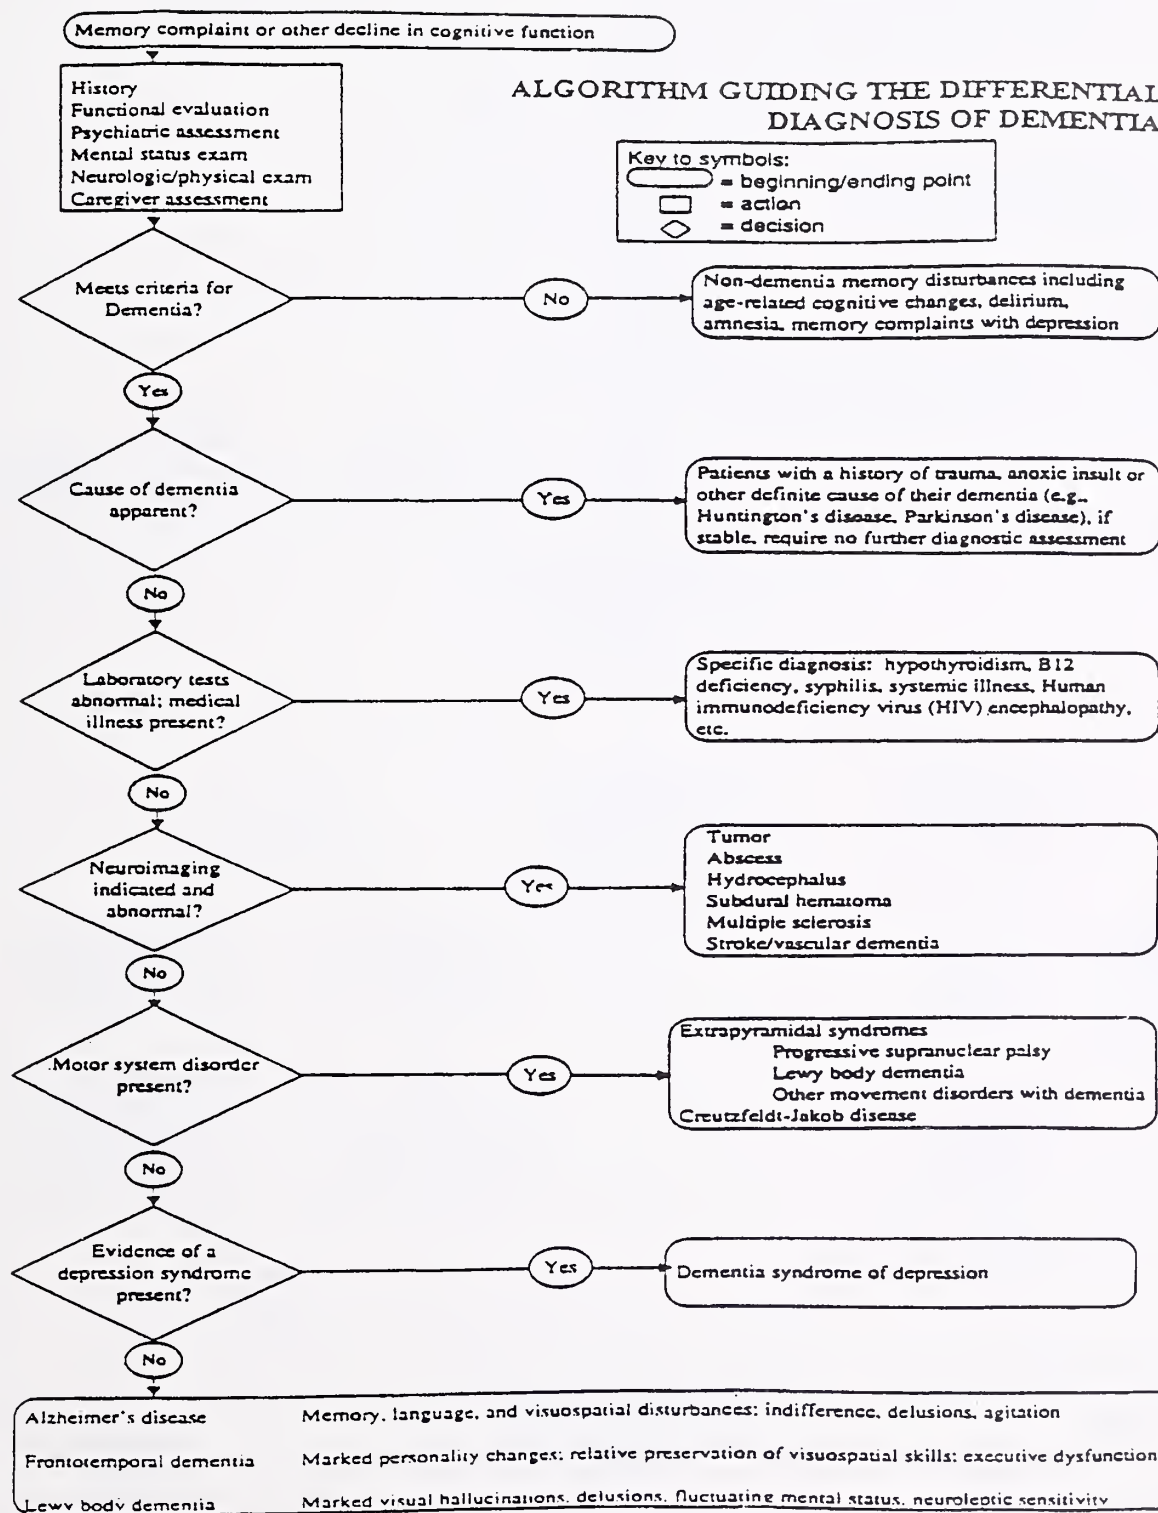 Memory complaint or other decline in cognitive function
History
Functional evaluation
Psychiatric assessment
Mental status exam
Neurologic/physical exam
Caregiver assessment
ALGORITHM GUIDING THE DIFFERENTIAL
DIAGNOSIS OF DEMENTIA
Key to symbols:
= beginning/ending point
= action
= decision
Meets criteria for
Dementia?
No
Non-dementia memory disturbances including
age-related cognitive changes, delirium,
amnesia, memory complaints with depression
Yes
Cause of dementia
apparent?
Yes
Patients with a history of trauma, anoxic insult or
other definite cause of their dementia (e.g.,
Huntington's disease, Parkinson's disease), if
stable, require no further diagnostic assessment
No
Laboratory tests
abnormal; medical
illness present?
Yes
Specific diagnosis: hypothyroidism, B12
deficiency, syphilis, systemic illness, Human
immunodeficiency virus (HIV) encephalopathy,
etc.
No
Neuroimaging
indicated and
abnormal?
Yes
Tumor
Abscess
Hydrocephalus
Subdural hematoma
Multiple sclerosis
Stroke/vascular dementia
No
Motor system disorder
present?
Yes
Extrapyramidal syndromes
Progressive supranuclear palsy
Lewy body dementia
Other movement disorders with dementia
Creutzfeldt-Jakob disease
No
Evidence of a
depression syndrome
present?
Yes
Dementia syndrome of depression
No
Alzheimer's disease Memory, language, and visuospatial disturbances; indifference, delusions, agitation
Frontotemporal dementia Marked personality changes; relative preservation of visuospatial skills; executive dysfunction
Lewy body dementia Marked visual hallucinations, delusions, fluctuating mental status, neuroleptic sensitivity